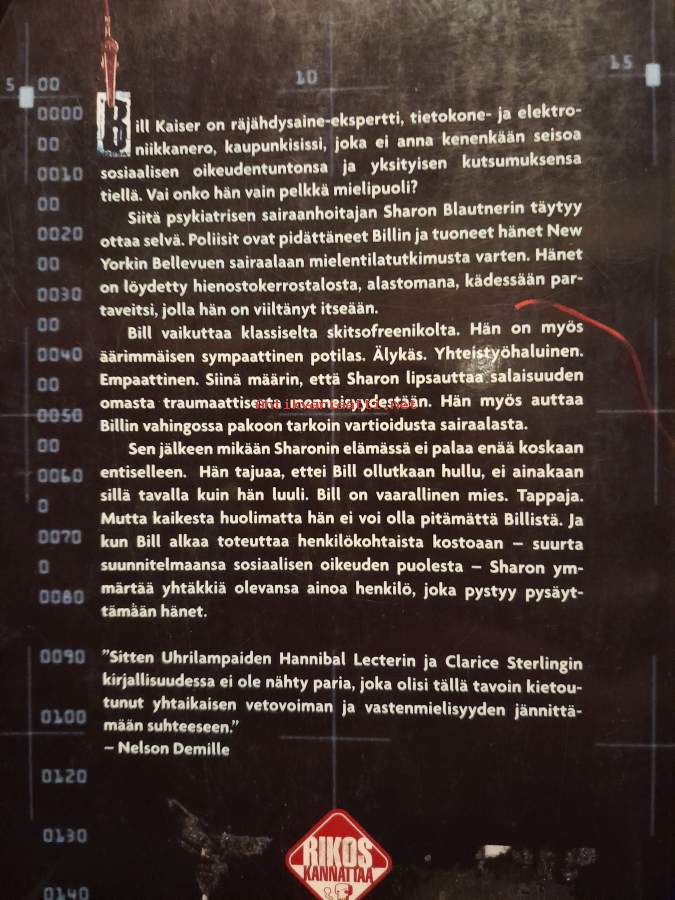 5
10
15
00
0000
00
0010
00
0020
00
0030
00
0040
00
0050
00
0060
0
0070
0
0080
0090
0100
0120
0130
0140
Bill Kaiser on räjähdysaine-ekspertti, tietokone- ja elektro-
niikkanero, kaupunkisissi, joka ei anna kenenkään seisoa
sosiaalisen oikeudentuntonsa ja yksityisen kutsumuksensa
tiellä. Vai onko hän vain pelkkä mielipuoli?
Siitä psykiatrisen sairaanhoitajan Sharon Blautnerin täytyy
ottaa selvä. Poliisit ovat pidättäneet Billin ja tuoneet hänet New
Yorkin Bellevuen sairaalaan mielentilatutkimusta varten. Hänet
on löydetty hienostokerrostalosta, alastomana, kädessään par-
taveitsi, jolla hän on viiltänyt itseään.
Bill vaikuttaa klassiselta skitsofreenikolta. Hän on myös
äärimmäisen sympaattinen potilas. Älykäs. Yhteistyöhaluinen.
Empaattinen. Siinä määrin, että Sharon lipsauttaa salaisuuden
omasta traumaattisesta menneisyydestään. Hän myös auttaa
Billin vahingossa pakoon tarkoin vartioidusta sairaalasta.
Sen jälkeen mikään Sharonin elämässä ei palaa enää koskaan
entiselleen. Hän tajuaa, ettei Bill ollutkaan hullu, ei ainakaan
sillä tavalla kuin hän luuli. Bill on vaarallinen mies. Tappaja.
Mutta kaikesta huolimatta hän ei voi olla pitämättä Billistä. Ja
kun Bill alkaa toteuttaa henkilökohtaista kostoaan – suurta
suunnitelmaansa sosiaalisen oikeuden puolesta – Sharon ym-
märtää yhtäkkiä olevansa ainoa henkilö, joka pystyy pysäyt-
tämään hänet.
"Sitten Uhrilampaiden Hannibal Lecterin ja Clarice Sterlingin
kirjallisuudessa ei ole nähty paria, joka olisi tällä tavoin kietou-
tunut yhtaikaisen vetovoiman ja vastenmielisyyden jännittä-
mään suhteeseen."
– Nelson Demille
Antikvariaatti.net
RIKOS
KANNATTAA